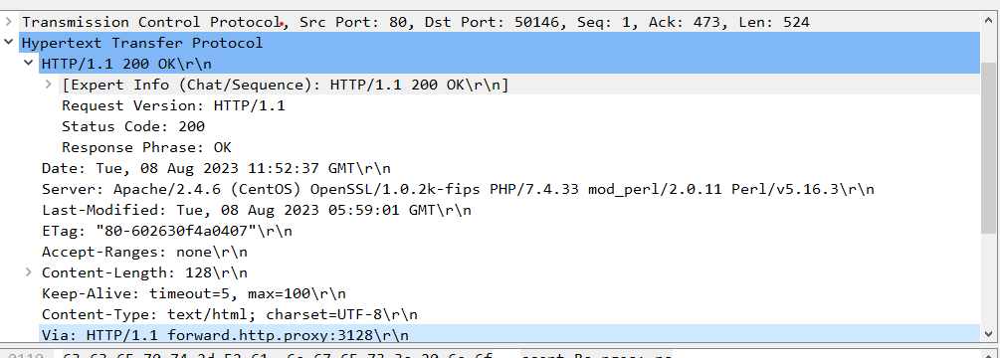 Transmission Control Protocol, Src Port: 80, Dst Port: 50146, Seq: 1, Ack: 473, Len: 524
Hypertext Transfer Protocol
HTTP/1.1 200 OK\r\n
[Expert Info (Chat/Sequence): HTTP/1.1 200 OK\r\n]
Request Version: HTTP/1.1
Status Code: 200
Response Phrase: OK
Date: Tue, 08 Aug 2023 11:52:37 GMT\r\n
Server: Apache/2.4.6 (CentOS) OpenSSL/1.0.2k-fips PHP/7.4.33 mod_perl/2.0.11 Perl/v5.16.3\r\n
Last-Modified: Tue, 08 Aug 2023 05:59:01 GMT\r\n
ETag: "80-602630f4a0407"\r\n
Accept-Ranges: none\r\n
Content-Length: 128\r\n
Keep-Alive: timeout=5, max=100\r\n
Content-Type: text/html; charset=UTF-8\r\n
Via: HTTP/1.1 forward.http.proxy:3128\r\n